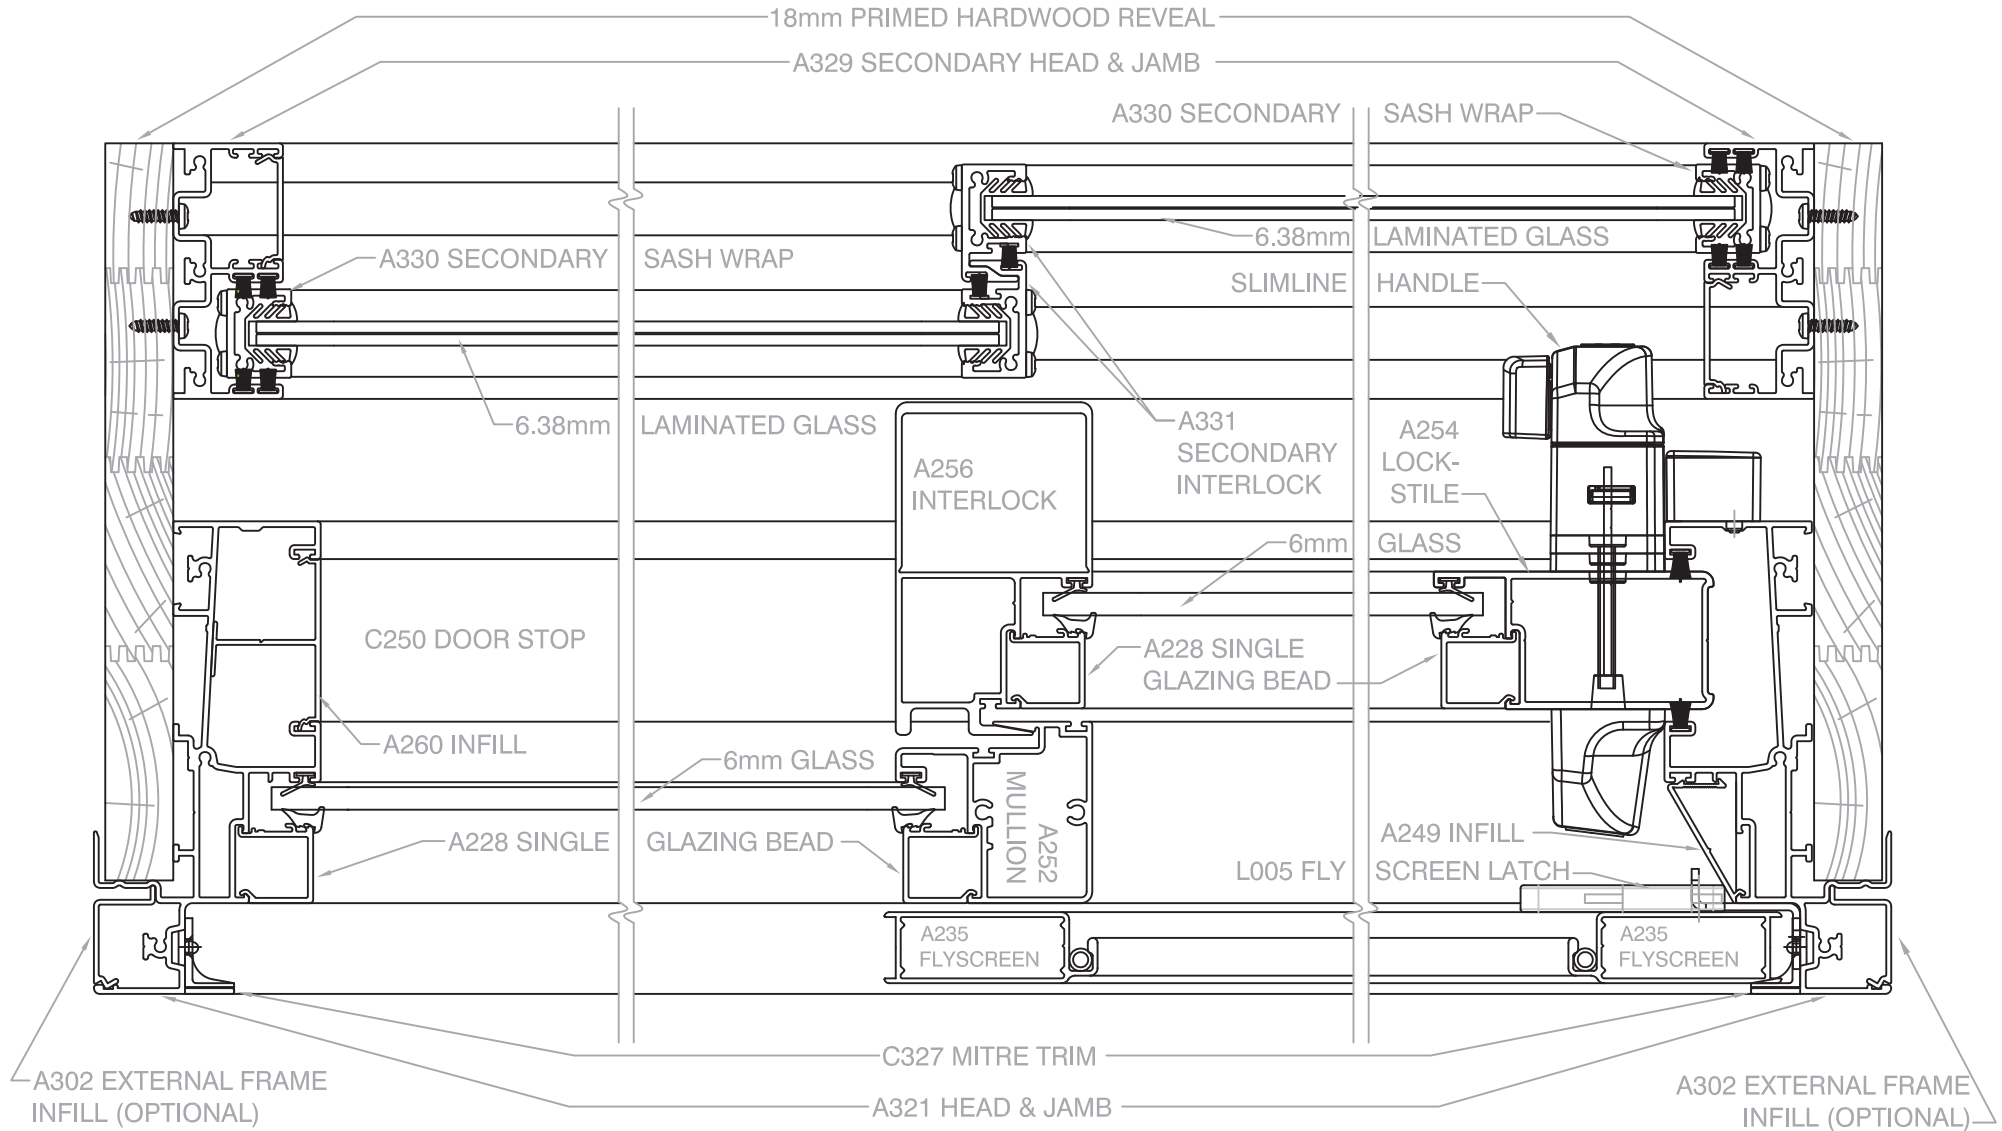 18mm PRIMED HARDWOOD REVEAL
A329 SECONDARY HEAD & JAMB
A330 SECONDARY SASH WRAP
6.38mm LAMINATED GLASS
A330 SECONDARY SASH WRAP
SLIMLINE HANDLE
6.38mm LAMINATED GLASS
A331
SECONDARY
INTERLOCK
A254
LOCK-
STILE
A256
INTERLOCK
6mm GLASS
C250 DOOR STOP
A228 SINGLE
GLAZING BEAD
A260 INFILL
6mm GLASS
MULLION
A252
A228 SINGLE GLAZING BEAD
A249 INFILL
L005 FLY SCREEN LATCH
A235
FLYSCREEN
A235
FLYSCREEN
C327 MITRE TRIM
A302 EXTERNAL FRAME
INFILL (OPTIONAL)
A321 HEAD & JAMB
A302 EXTERNAL FRAME
INFILL (OPTIONAL)